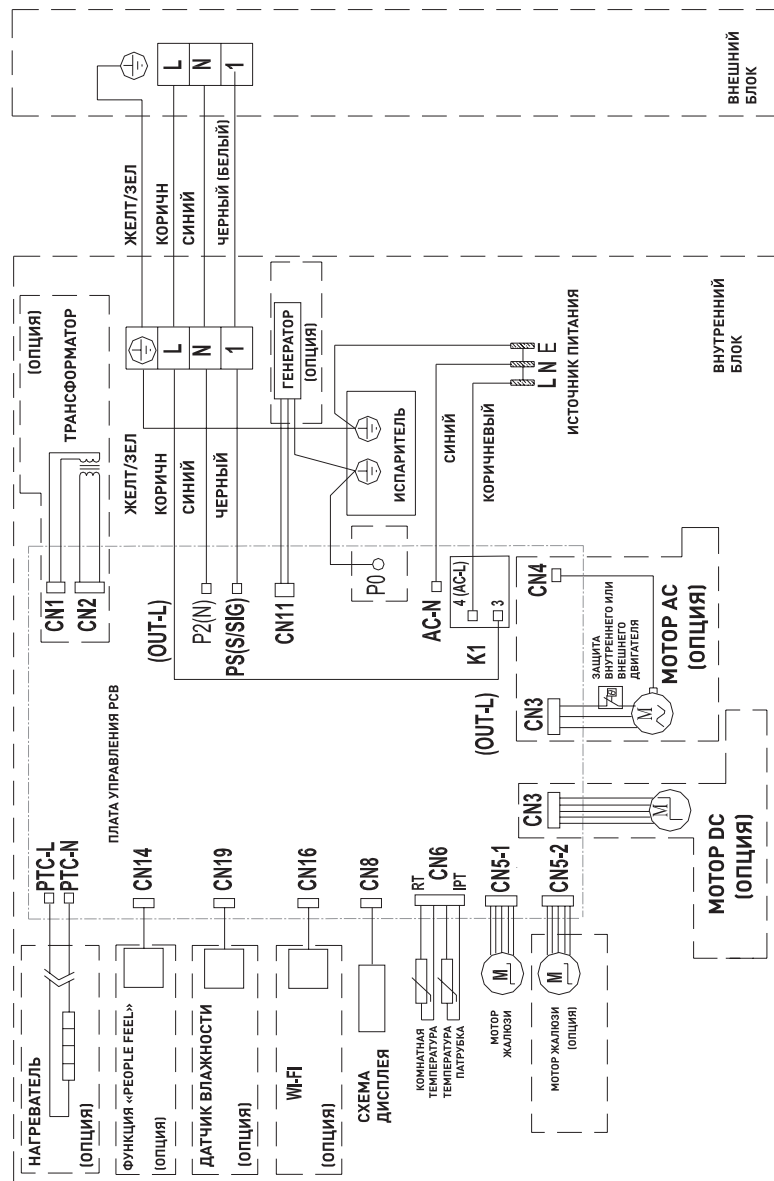 ВНЕШНИЙ
БЛОК
L
N
1
ЖЕЛТ/ЗЕЛ
КОРИЧН
СИНИЙ
ЧЕРНЫЙ (БЕЛЫЙ)
ВНУТРЕННИЙ
БЛОК
(ОПЦИЯ)
ТРАНСФОРМАТОР
CN1
CN2
L
N
1
ЖЕЛТ/ЗЕЛ
КОРИЧН
СИНИЙ
ЧЕРНЫЙ
(OUT-L)
P2(N)
PS(S/SIG)
ГЕНЕРАТОР
(ОПЦИЯ)
CN11
ИСПАРИТЕЛЬ
P0
L N E
ИСТОЧНИК ПИТАНИЯ
СИНИЙ
КОРИЧНЕВЫЙ
AC-N
4 (AC-L)
3
K1
(OUT-L)
CN4
ЗАЩИТА
ВНУТРЕННЕГО ИЛИ
ВНЕШНЕГО
ДВИГАТЕЛЯ
CN3
M
МОТОР AC
(ОПЦИЯ)
CN3
M
МОТОР DC
(ОПЦИЯ)
ПЛАТА УПРАВЛЕНИЯ PCB
PTC-L
PTC-N
НАГРЕВАТЕЛЬ
(ОПЦИЯ)
CN14
ФУНКЦИЯ «PEOPLE FEEL»
(ОПЦИЯ)
CN19
ДАТЧИК ВЛАЖНОСТИ
(ОПЦИЯ)
CN16
WI-FI
(ОПЦИЯ)
CN8
СХЕМА
ДИСПЛЕЯ
RT
CN6
IPT
КОМНАТНАЯ
ТЕМПЕРАТУРА
ТЕМПЕРАТУРА
ПАТРУБКА
CN5-1
M
МОТОР
ЖАЛЮЗИ
CN5-2
M
МОТОР ЖАЛЮЗИ
(ОПЦИЯ)